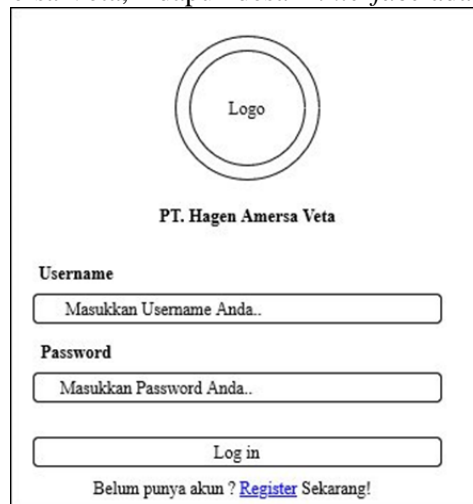 Logo
PT. Hagen Amersa Veta
Username
Masukkan Username Anda..
Password
Masukkan Password Anda..
Log in
Belum punya akun ? Register Sekarang!